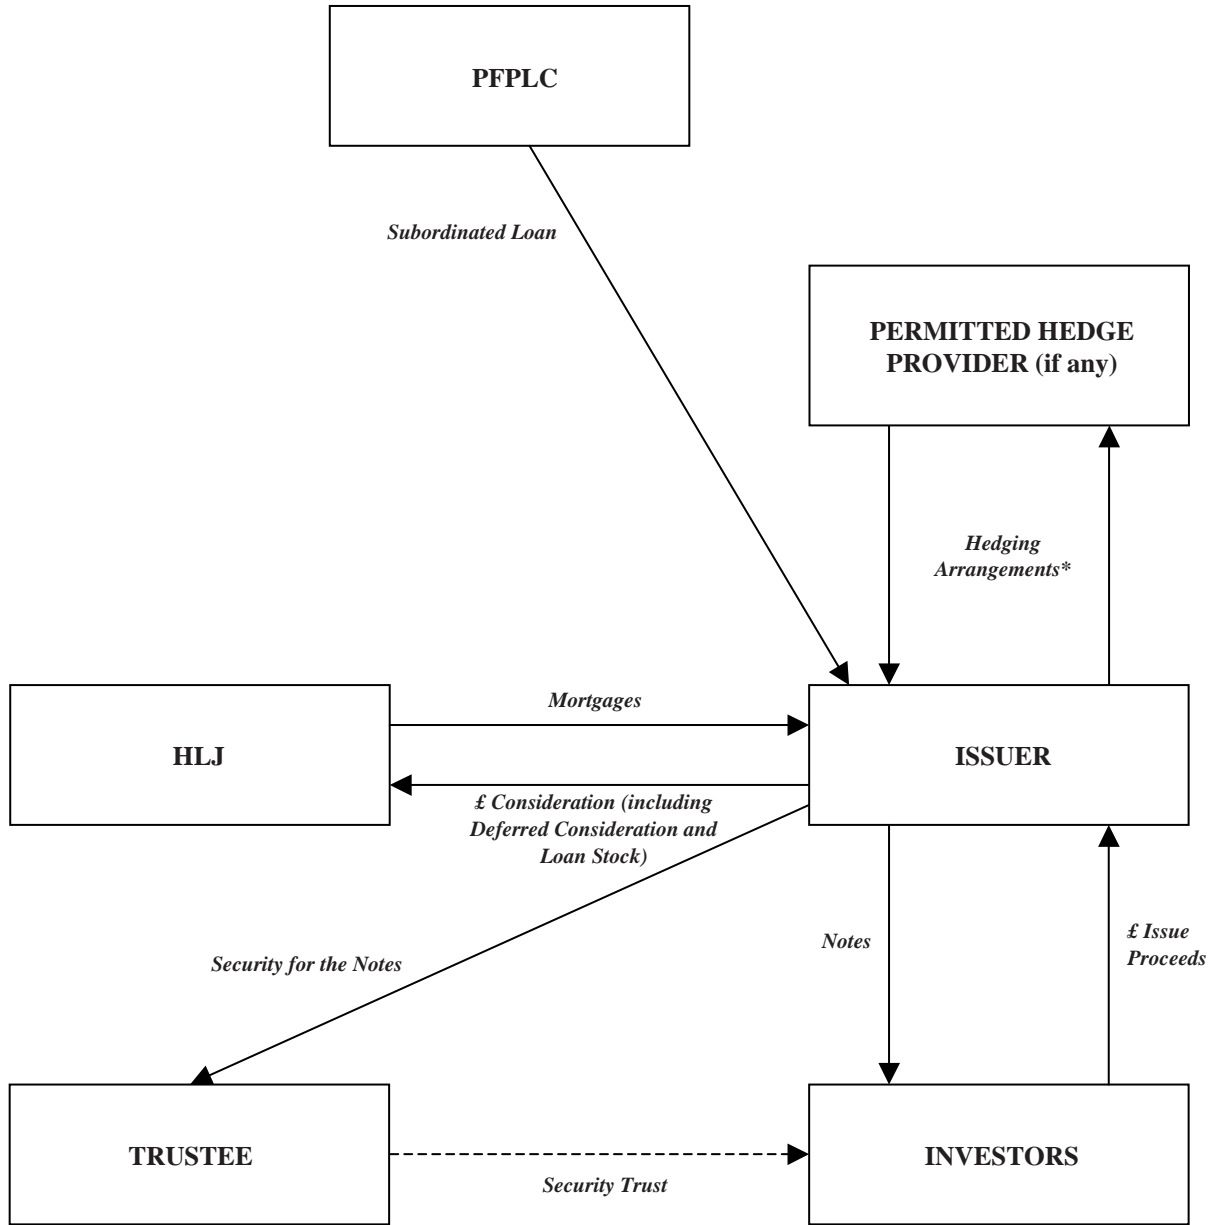 PFPLC
Subordinated Loan
PERMITTED HEDGE
PROVIDER (if any)
Hedging
Arrangements*
Mortgages
HLJ
ISSUER
£ Consideration (including
Deferred Consideration and
Loan Stock)
Notes
£ Issue
Proceeds
Security for the Notes
TRUSTEE
INVESTORS
Security Trust